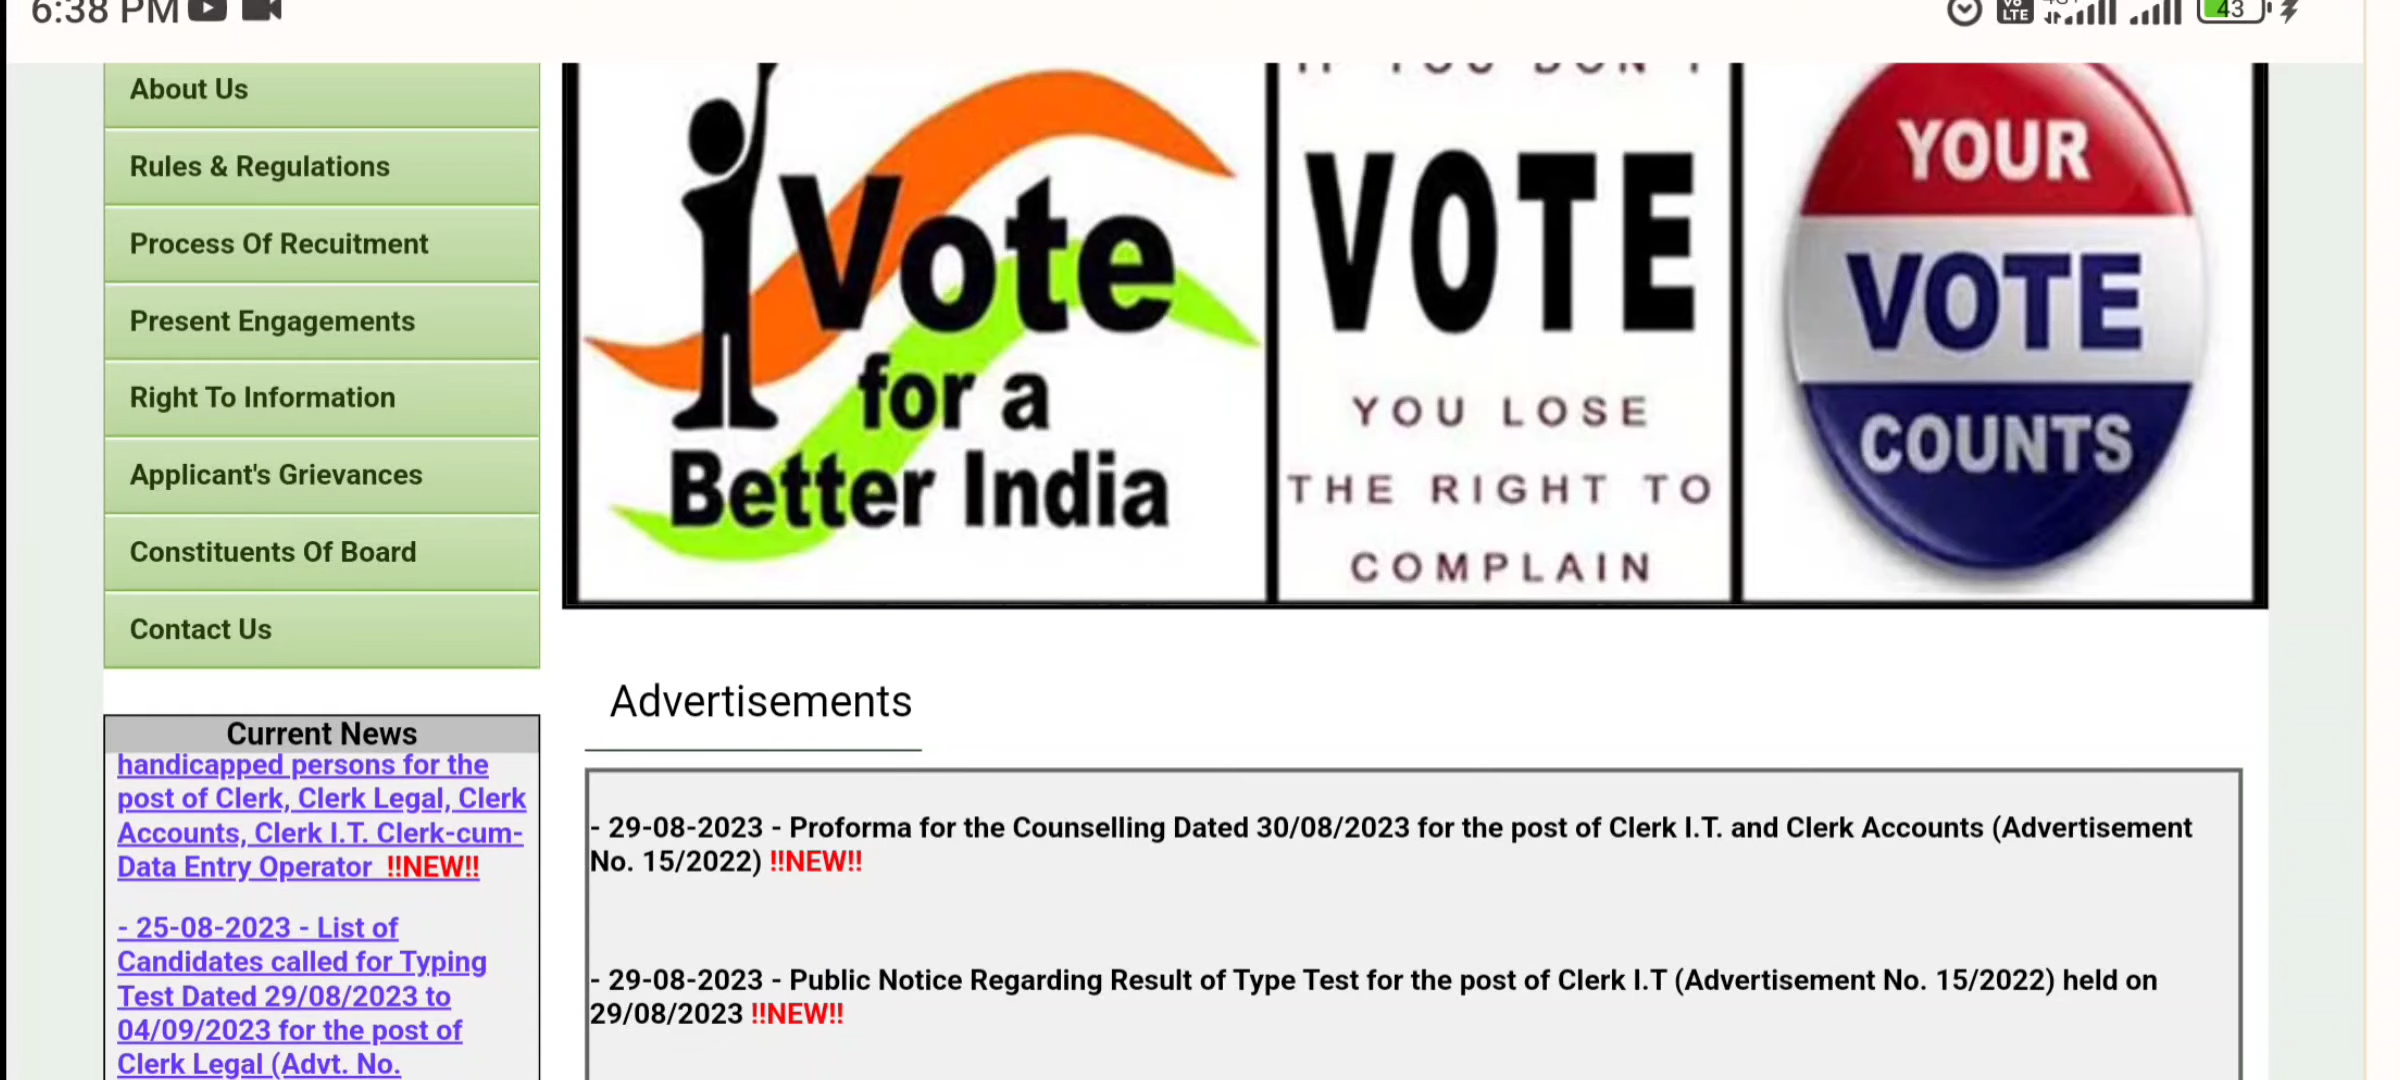 6:38 PM
VO LTE
43
About Us
Rules & Regulations
Process Of Recuitment
Present Engagements
Right To Information
Applicant's Grievances
Constituents Of Board
Contact Us
Vote
for a
Better India
IF YOU DON'T
VOTE
YOU LOSE
THE RIGHT TO
COMPLAIN
YOUR
VOTE
COUNTS
Current News
handicapped persons for the
post of Clerk, Clerk Legal, Clerk
Accounts, Clerk I.T. Clerk-cum-
Data Entry Operator !!NEW!!
- 25-08-2023 - List of
Candidates called for Typing
Test Dated 29/08/2023 to
04/09/2023 for the post of
Clerk Legal (Advt. No.
Advertisements
- 29-08-2023 - Proforma for the Counselling Dated 30/08/2023 for the post of Clerk I.T. and Clerk Accounts (Advertisement
No. 15/2022) !!NEW!!
- 29-08-2023 - Public Notice Regarding Result of Type Test for the post of Clerk I.T (Advertisement No. 15/2022) held on
29/08/2023 !!NEW!!